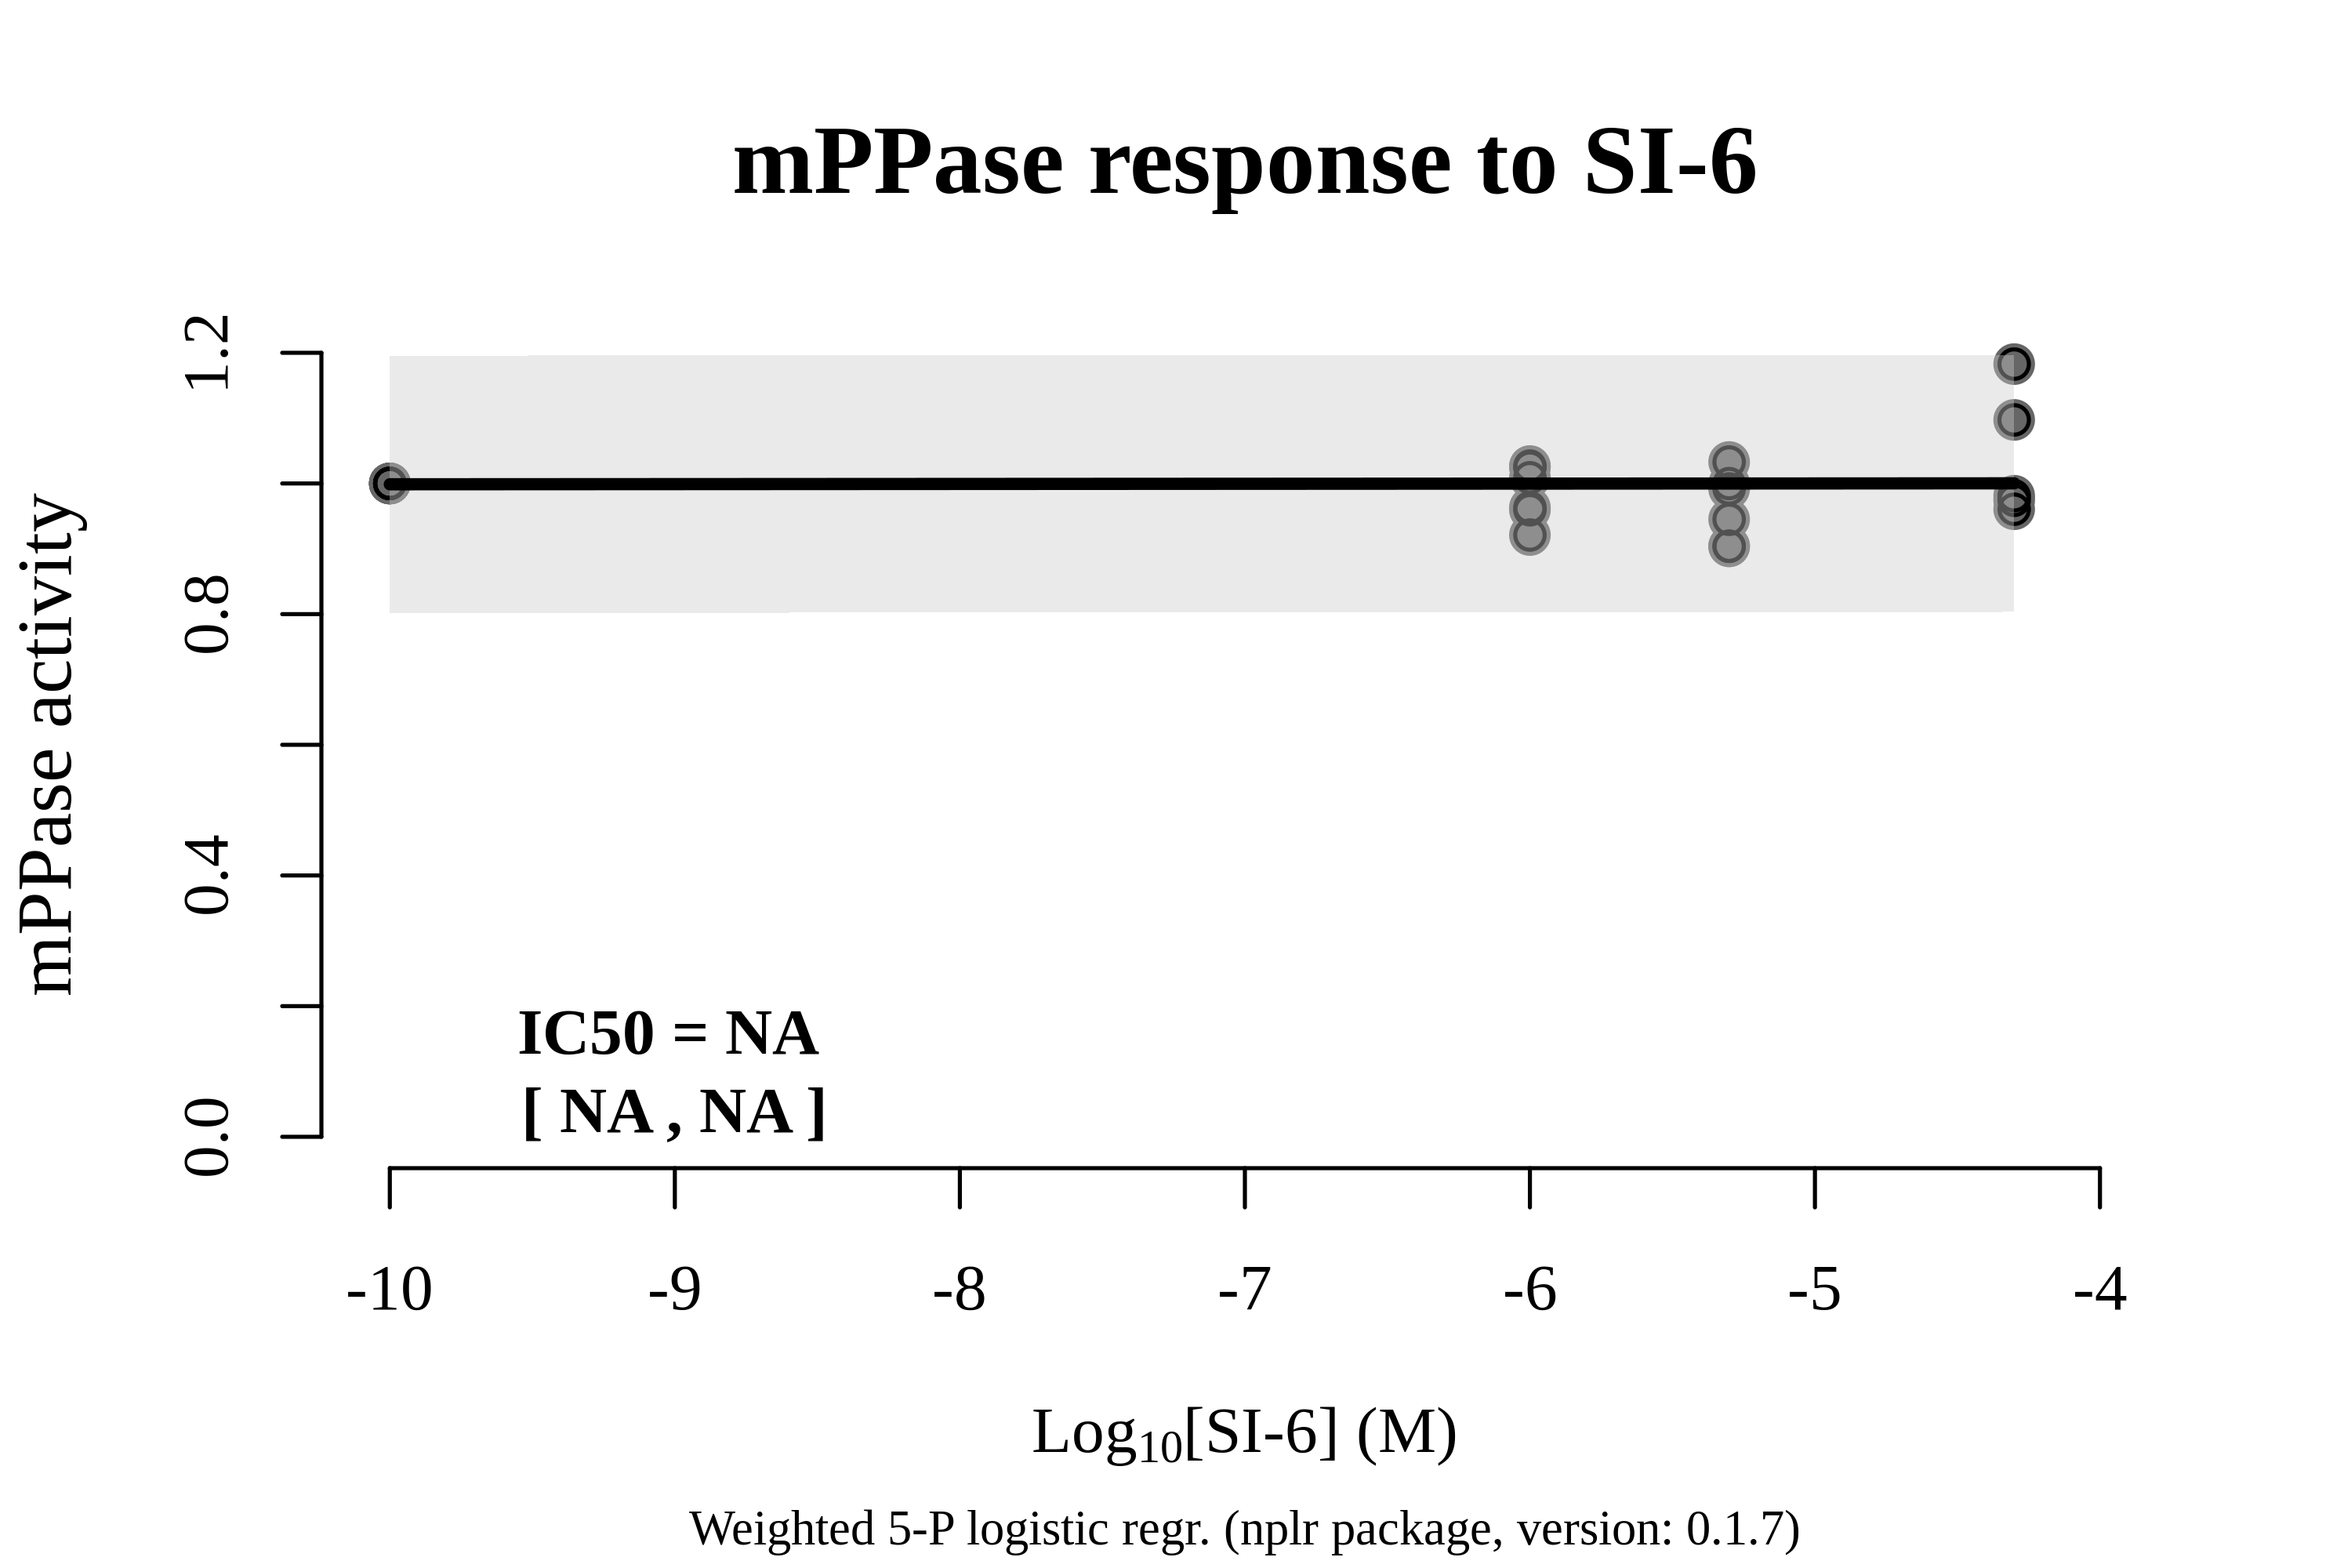 mPPase response to SI-6
mPPase activity
1.2
0.8
0.4
0.0
IC50 = NA
[ NA , NA ]
-10 -9 -8 -7 -6 -5 -4
Log10[SI-6] (M)
Weighted 5-P logistic regr. (nplr package, version: 0.1.7)